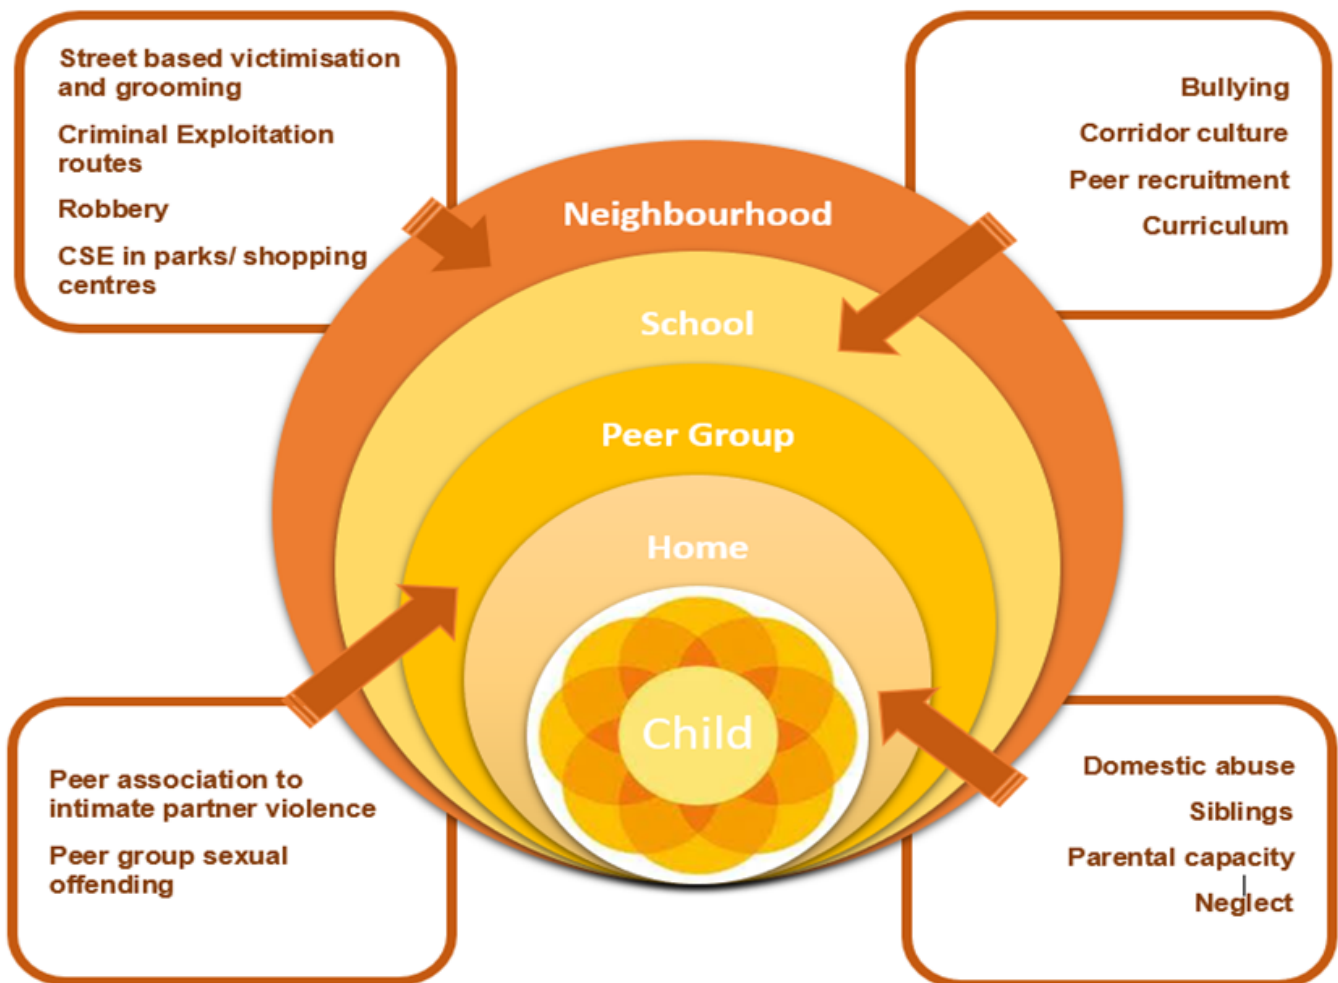 Street based victimisation
and grooming
Criminal Exploitation
routes
Robbery
CSE in parks/ shopping
centres
Bullying
Corridor culture
Peer recruitment
Curriculum
Neighbourhood
School
Peer Group
Home
Child
Peer association to
intimate partner violence
Peer group sexual
offending
Domestic abuse
Siblings
Parental capacity
Neglect